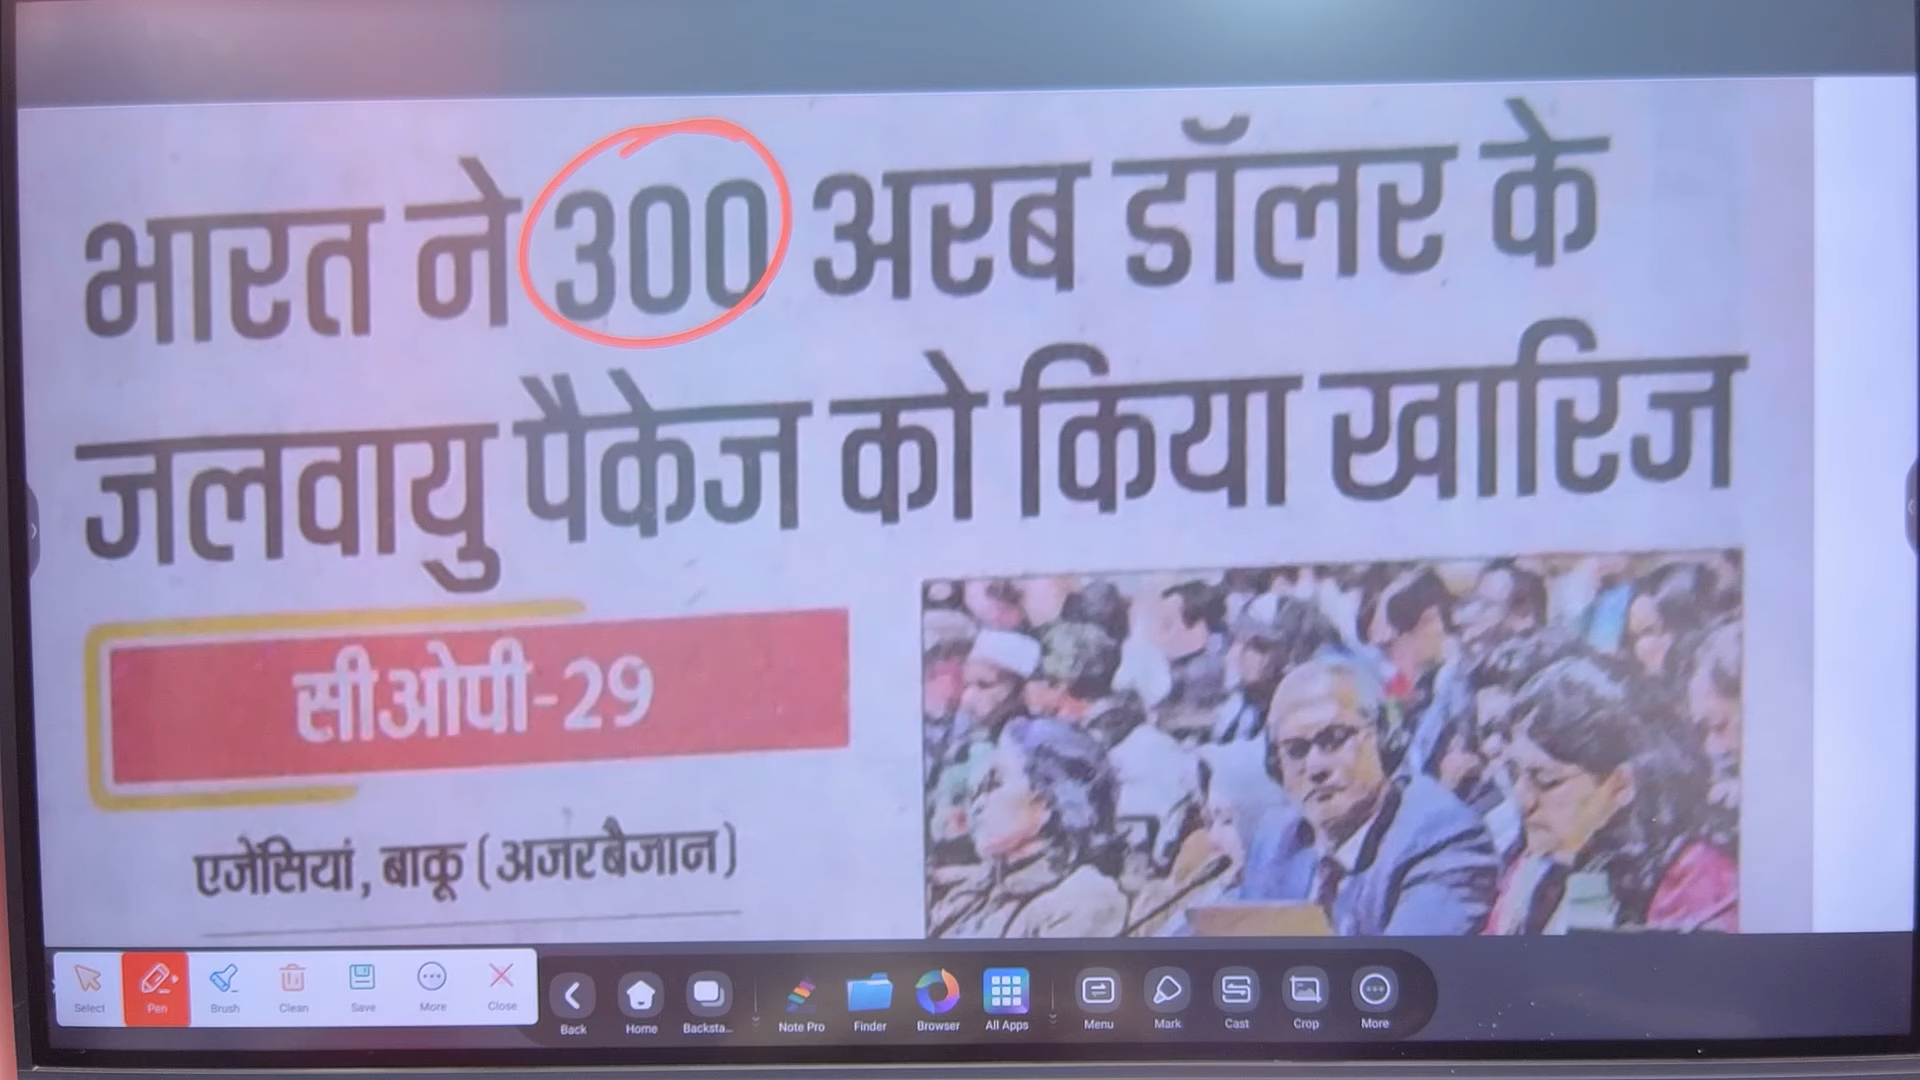 भारत ने 300 अरब डॉलर के
जलवायु पैकेज को किया खारिज
सीओपी-29
एजेंसियां, बाकू (अजरबैजान)
Select Pen Brush Clean Save More Close
Back Home Backsta... Note Pro Finder Browser All Apps Menu Mark Cast Crop More